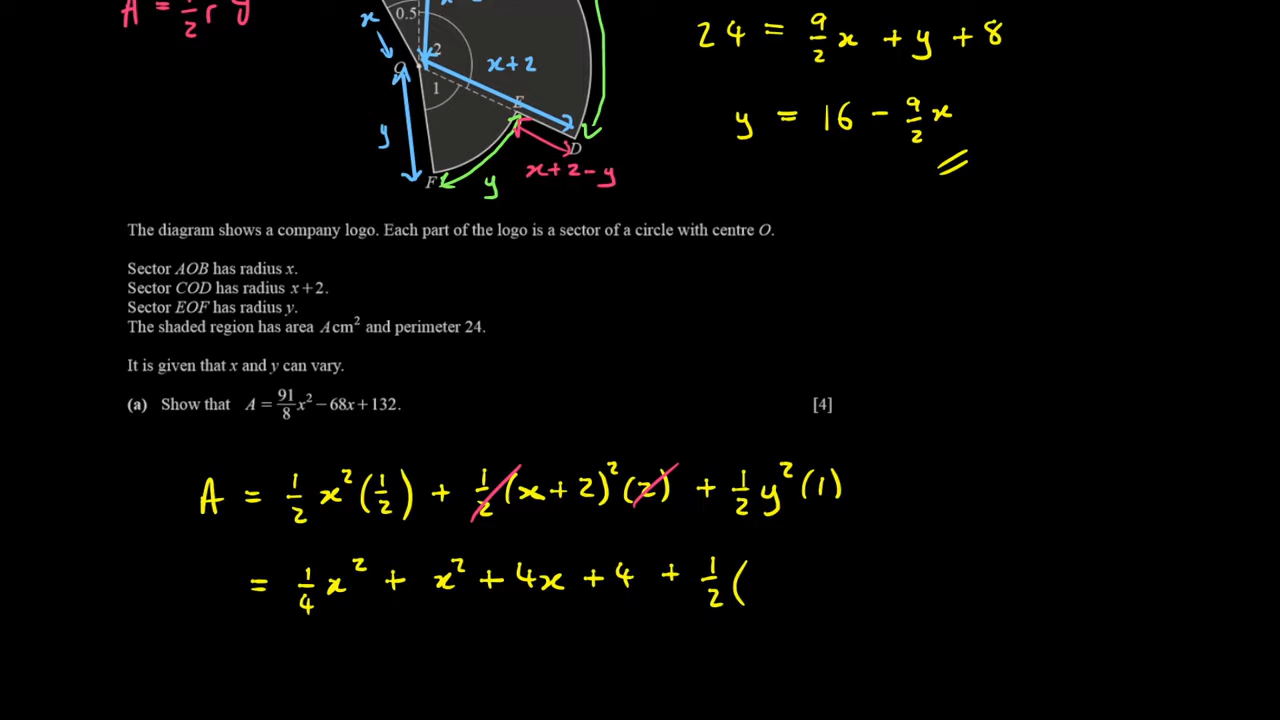 A = 1/2 r² θ
x 0.5
24 = 9/2 x + y + 8
O 2 x+2
1 E
y = 16 − 9/2 x
y D
F y x+2−y
The diagram shows a company logo. Each part of the logo is a sector of a circle with centre O.
Sector AOB has radius x.
Sector COD has radius x+2.
Sector EOF has radius y.
The shaded region has area A cm² and perimeter 24.
It is given that x and y can vary.
(a) Show that A = 91/8 x² − 68x + 132. [4]
A = 1/2 x² (1/2) + 1/2 (x+2)² (2) + 1/2 y² (1)
= 1/4 x² + x² + 4x + 4 + 1/2 (